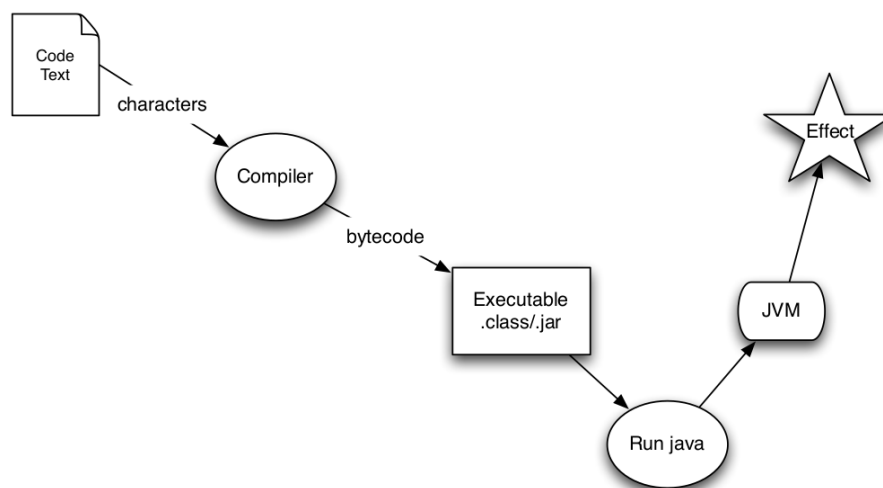 Code
Text
characters
Compiler
bytecode
Executable
.class/.jar
Run java
JVM
Effect